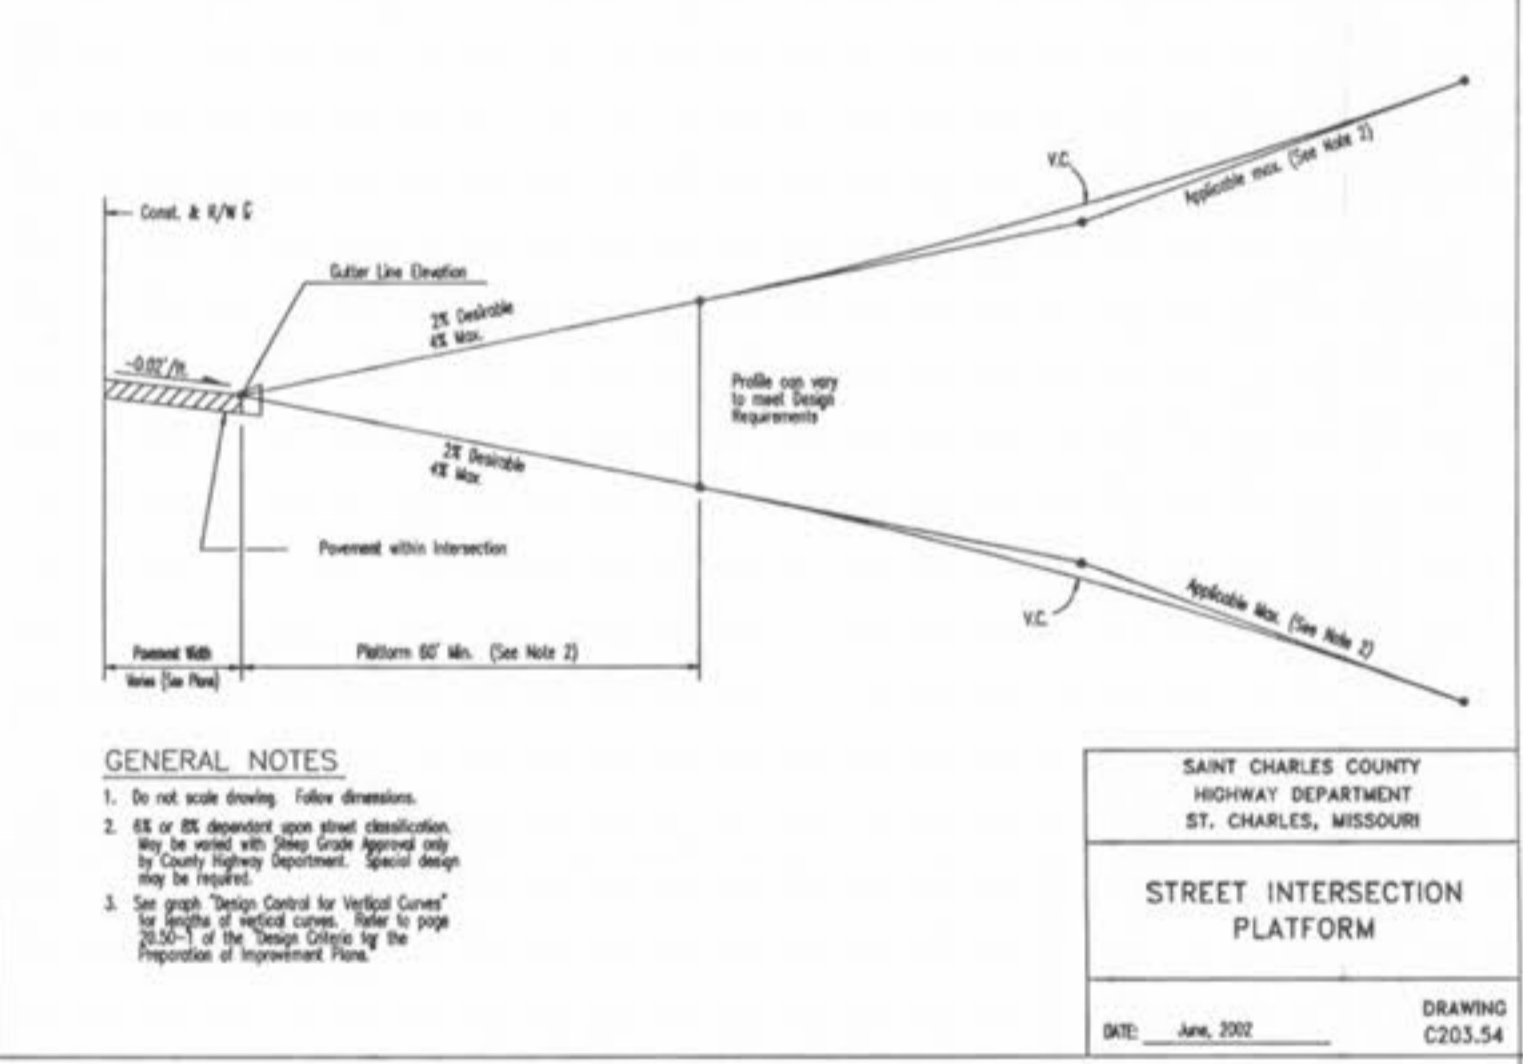 V.C.
Applicable max. (See Note 2)
Const. & R/W ℄
Gutter Line Elevation
2% Desirable
4% Max.
-0.02'/ft.
Profile can vary
to meet Design
Requirements
2% Desirable
4% Max.
Pavement within Intersection
V.C.
Applicable Max. (See Note 2)
Pavement Width
Varies (See Plans)
Platform 60' Min. (See Note 2)
GENERAL NOTES
1. Do not scale drawing. Follow dimensions.
2. 6% or 8% dependant upon street classification.
May be varied with Steep Grade Approval only
by County Highway Department. Special design
may be required.
3. See graph "Design Control for Vertical Curves"
for lengths of vertical curves. Refer to page
20.50-1 of the "Design Criteria for the
Preparation of Improvement Plans."
SAINT CHARLES COUNTY
HIGHWAY DEPARTMENT
ST. CHARLES, MISSOURI
STREET INTERSECTION
PLATFORM
DATE: June, 2002
DRAWING
C203.54